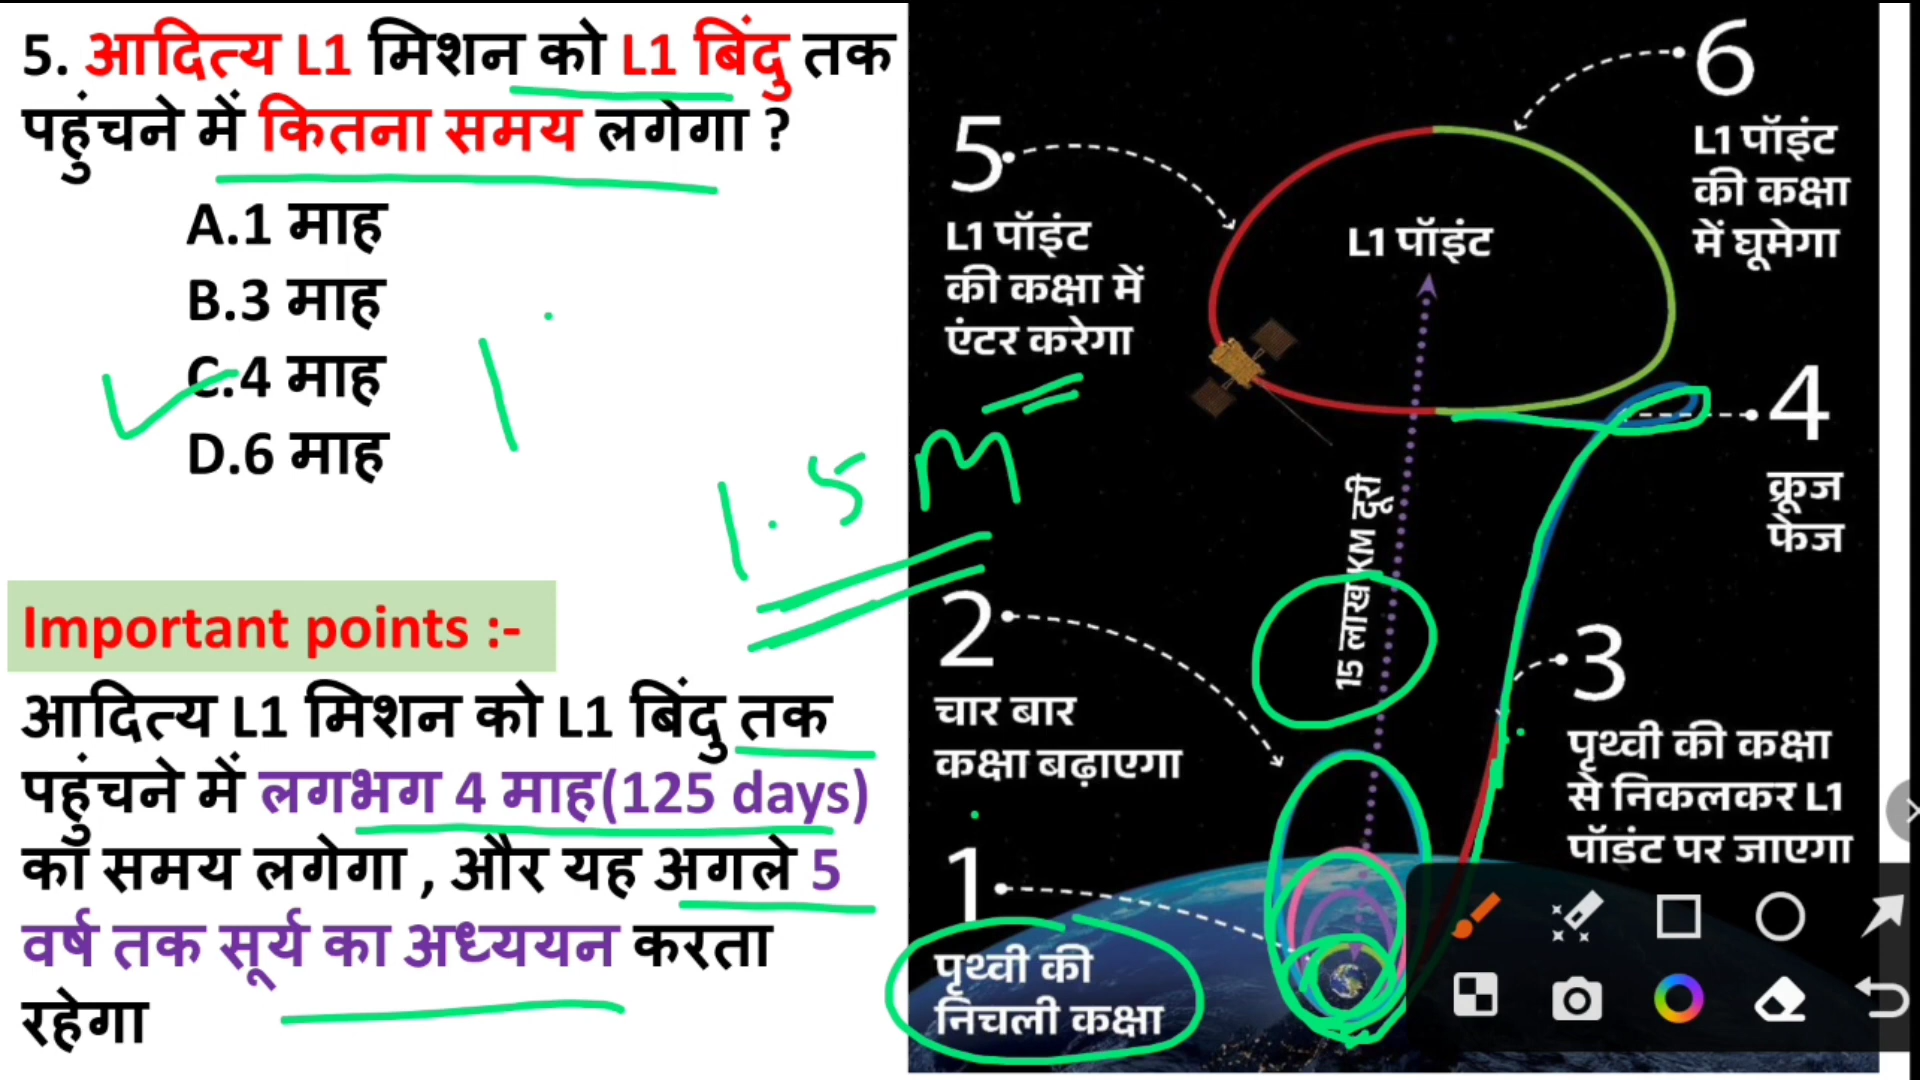 5. आदित्य L1 मिशन को L1 बिंदु तक
पहुंचने में कितना समय लगेगा ?
A.1 माह
B.3 माह
C.4 माह
D.6 माह
1.5 M
Important points :-
आदित्य L1 मिशन को L1 बिंदु तक
पहुंचने में लगभग 4 माह(125 days)
का समय लगेगा , और यह अगले 5
वर्ष तक सूर्य का अध्ययन करता
रहेगा
6
L1 पॉइंट
की कक्षा
में घूमेगा
5
L1 पॉइंट
की कक्षा में
एंटर करेगा
L1 पॉइंट
4
क्रूज
फेज
15 लाख KM दूरी
2
चार बार
कक्षा बढ़ाएगा
3
पृथ्वी की कक्षा
से निकलकर L1
पॉइंट पर जाएगा
1
पृथ्वी की
निचली कक्षा